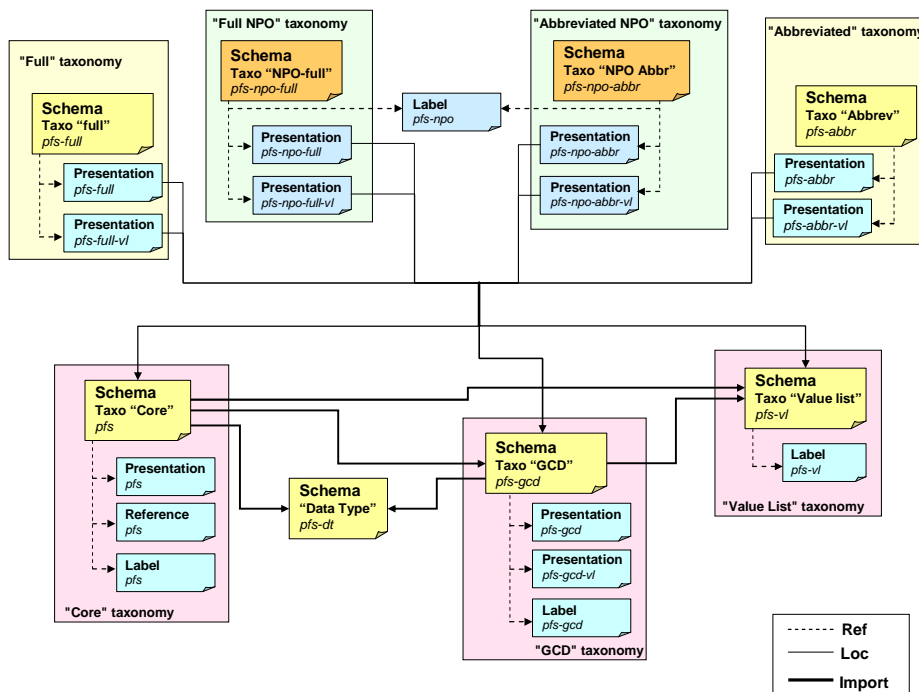 "Full" taxonomy
Schema
Taxo “full”
pfs-full
Presentation
pfs-full
Presentation
pfs-full-vl
"Full NPO" taxonomy
Schema
Taxo “NPO-full”
pfs-npo-full
Presentation
pfs-npo-full
Presentation
pfs-npo-full-vl
Label
pfs-npo
"Abbreviated NPO" taxonomy
Schema
Taxo “NPO Abbr”
pfs-npo-abbr
Presentation
pfs-npo-abbr
Presentation
pfs-npo-abbr-vl
"Abbreviated" taxonomy
Schema
Taxo “Abbrev”
pfs-abbr
Presentation
pfs-abbr
Presentation
pfs-abbr-vl
Schema
Taxo “Core”
pfs
Presentation
pfs
Reference
pfs
Label
pfs
"Core" taxonomy
Schema
“Data Type”
pfs-dt
Schema
Taxo “GCD”
pfs-gcd
Presentation
pfs-gcd
Presentation
pfs-gcd-vl
Label
pfs-gcd
"GCD" taxonomy
Schema
Taxo “Value list”
pfs-vl
Label
pfs-vl
"Value List" taxonomy
Ref
Loc
Import